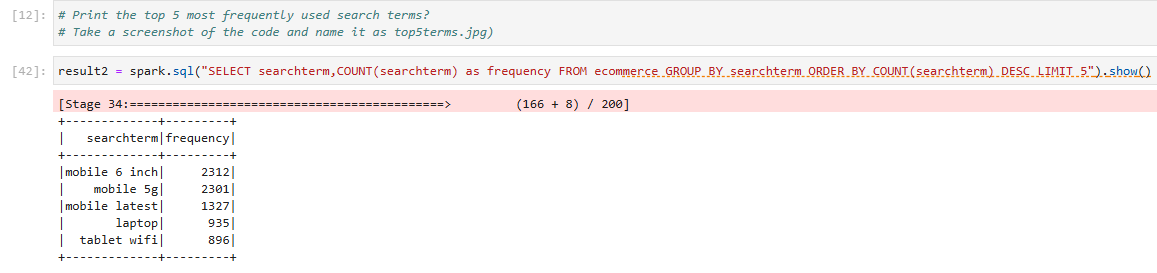 [12]: # Print the top 5 most frequently used search terms?
# Take a screenshot of the code and name it as top5terms.jpg)
[42]: result2 = spark.sql("SELECT searchterm,COUNT(searchterm) as frequency FROM ecommerce GROUP BY searchterm ORDER BY COUNT(searchterm) DESC LIMIT 5").show()
[Stage 34:============================================>          (166 + 8) / 200]
+-------------+---------+
|   searchterm|frequency|
+-------------+---------+
|mobile 6 inch|     2312|
|    mobile 5g|     2301|
|mobile latest|     1327|
|       laptop|      935|
|  tablet wifi|      896|
+-------------+---------+